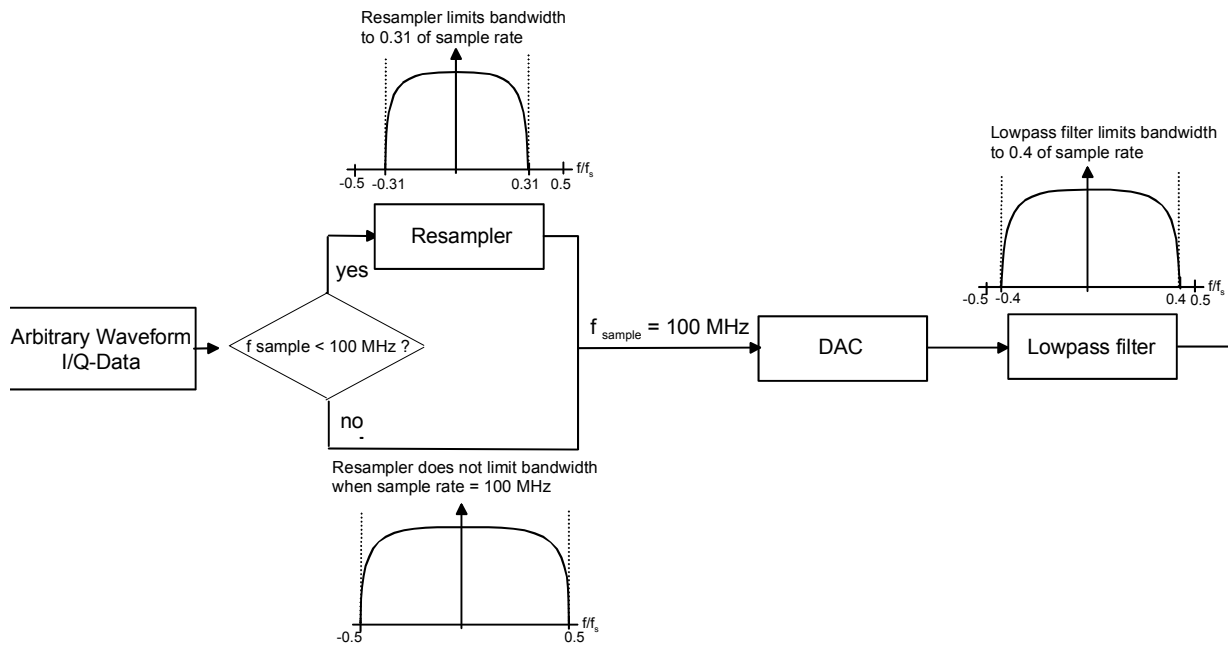 Resampler limits bandwidth
to 0.31 of sample rate
-0.5
-0.31
0.31
0.5
f/fs
Lowpass filter limits bandwidth
to 0.4 of sample rate
-0.5
-0.4
0.4
0.5
f/fs
Resampler
yes
Arbitrary Waveform
I/Q-Data
f sample < 100 MHz ?
f sample = 100 MHz
DAC
Lowpass filter
no
Resampler does not limit bandwidth
when sample rate = 100 MHz
-0.5
0.5
f/fs